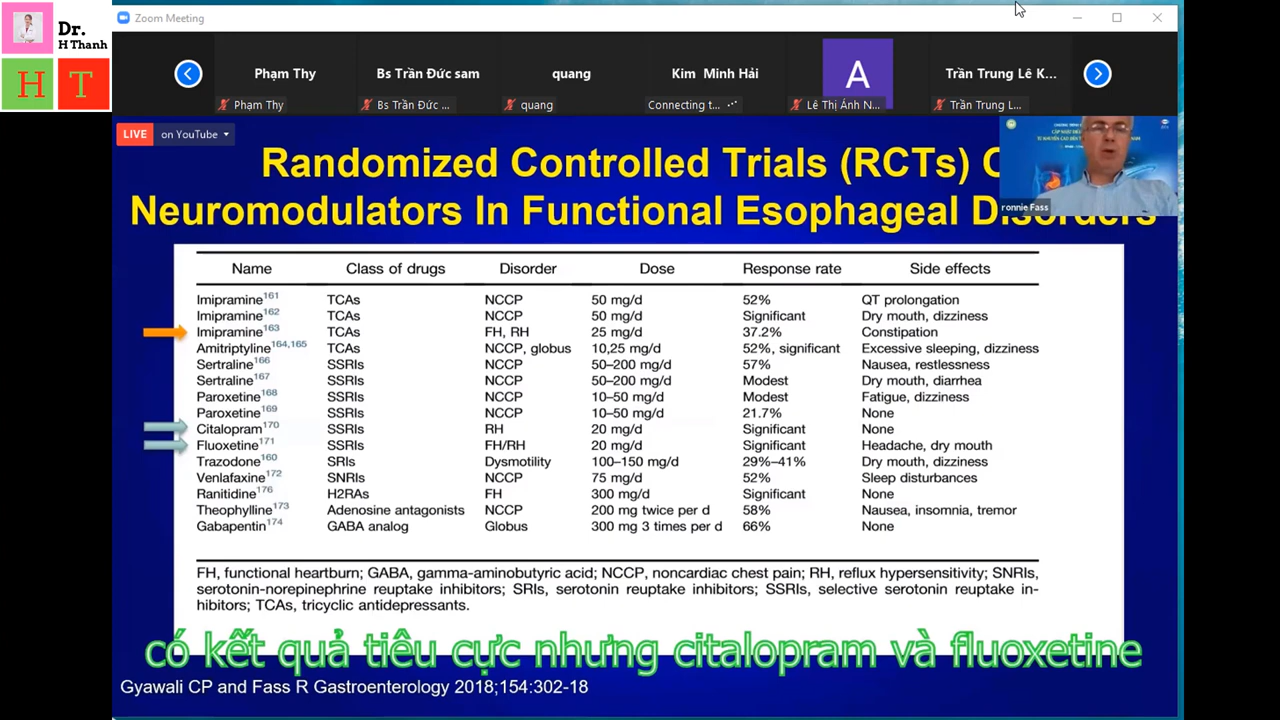 Dr.
H Thanh
H T
Zoom Meeting
Phạm Thy
Bs Trần Đức sam
quang
Kim Minh Hải
A
Trần Trung Lê K...
Phạm Thy
Bs Trần Đức ...
quang
Connecting t...
Lê Thị Ánh N...
Trần Trung L...
LIVE on YouTube
ronnie Fass
Randomized Controlled Trials (RCTs) O
Neuromodulators In Functional Esophageal Disorders
Name Class of drugs Disorder Dose Response rate Side effects
Imipramine161 TCAs NCCP 50 mg/d 52% QT prolongation
Imipramine162 TCAs NCCP 50 mg/d Significant Dry mouth, dizziness
Imipramine163 TCAs FH, RH 25 mg/d 37.2% Constipation
Amitriptyline164,165 TCAs NCCP, globus 10,25 mg/d 52%, significant Excessive sleeping, dizziness
Sertraline166 SSRIs NCCP 50–200 mg/d 57% Nausea, restlessness
Sertraline167 SSRIs NCCP 50–200 mg/d Modest Dry mouth, diarrhea
Paroxetine168 SSRIs NCCP 10–50 mg/d Modest Fatigue, dizziness
Paroxetine169 SSRIs NCCP 10–50 mg/d 21.7% None
Citalopram170 SSRIs RH 20 mg/d Significant None
Fluoxetine171 SSRIs FH/RH 20 mg/d Significant Headache, dry mouth
Trazodone160 SRIs Dysmotility 100–150 mg/d 29%–41% Dry mouth, dizziness
Venlafaxine172 SNRIs NCCP 75 mg/d 52% Sleep disturbances
Ranitidine176 H2RAs FH 300 mg/d Significant None
Theophylline173 Adenosine antagonists NCCP 200 mg twice per d 58% Nausea, insomnia, tremor
Gabapentin174 GABA analog Globus 300 mg 3 times per d 66% None
FH, functional heartburn; GABA, gamma-aminobutyric acid; NCCP, noncardiac chest pain; RH, reflux hypersensitivity; SNRIs,
serotonin-norepinephrine reuptake inhibitors; SRIs, serotonin reuptake inhibitors; SSRIs, selective serotonin reuptake in-
hibitors; TCAs, tricyclic antidepressants.
có kết quả tiêu cực nhưng citalopram và fluoxetine
Gyawali CP and Fass R Gastroenterology 2018;154:302-18